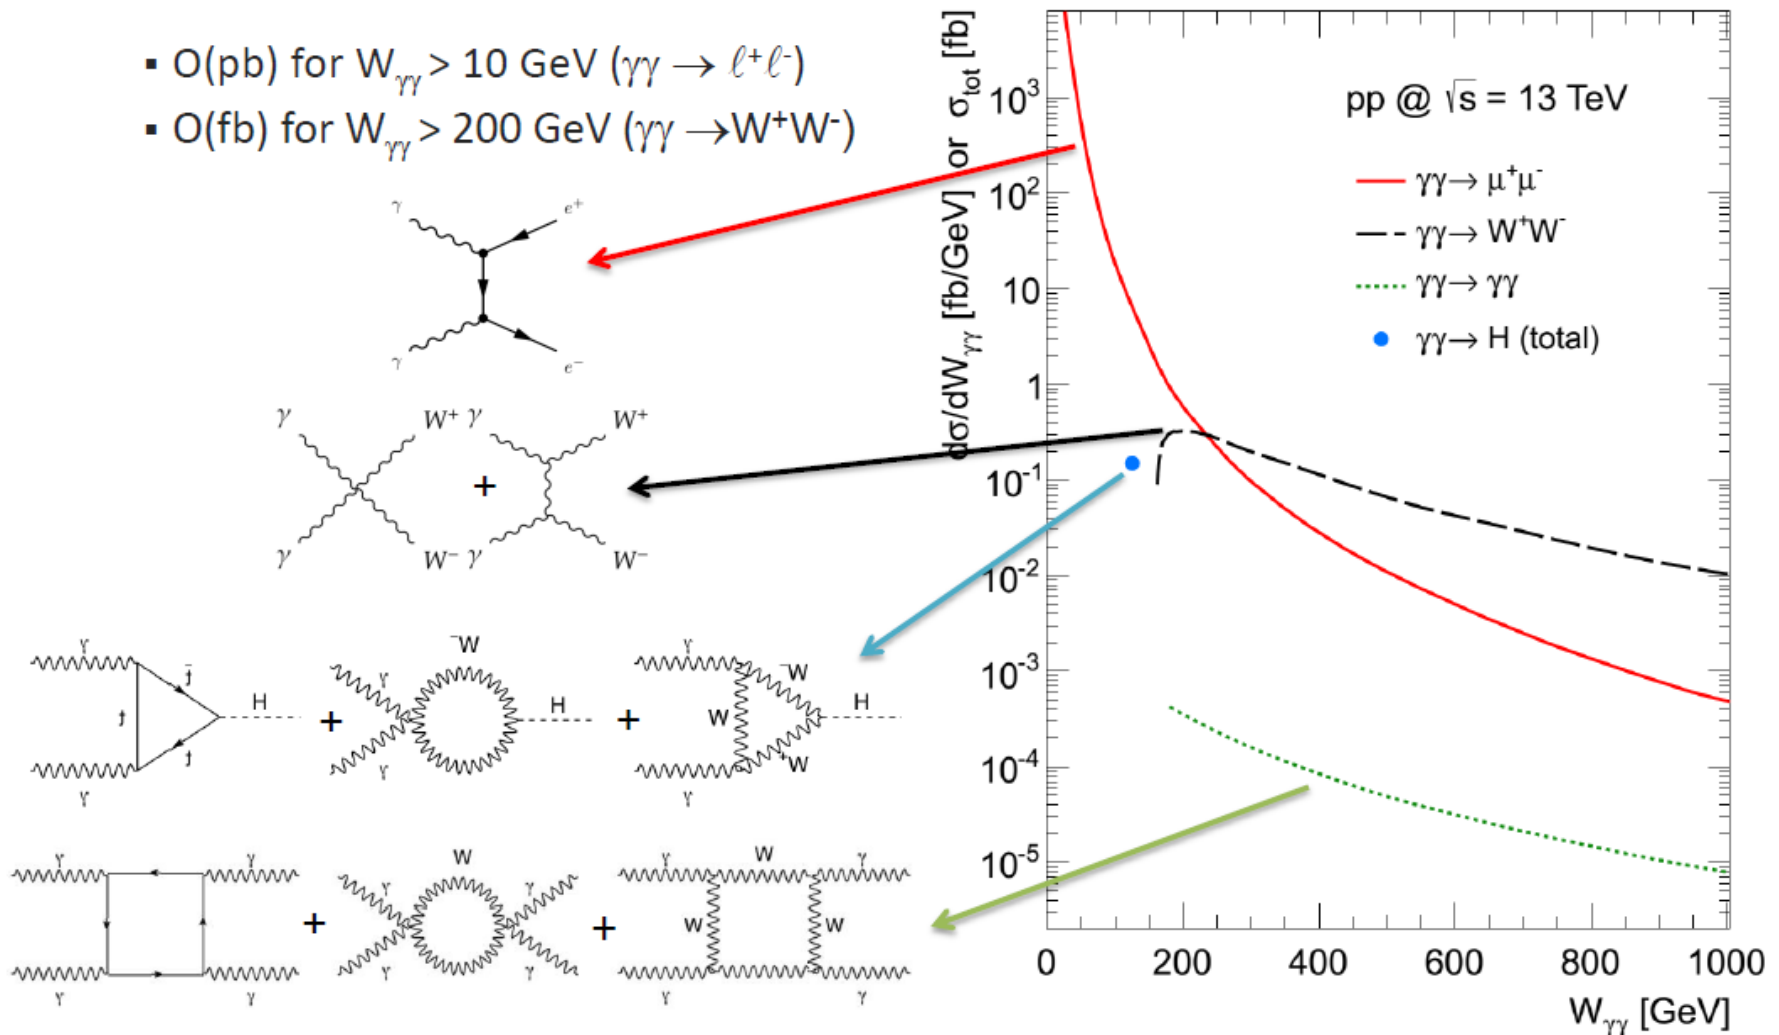 ▪ O(pb) for Wγγ > 10 GeV (γγ → ℓ⁺ℓ⁻)
▪ O(fb) for Wγγ > 200 GeV (γγ →W⁺W⁻)
γ e⁺
γ e⁻
γ W⁺ γ W⁺
+
γ W⁻ γ W⁻
γ t̄ t t H
γ
+
⁻W γ γ H
+
γ ⁻W W ⁺W H
γ
γ γ
γ γ
+
W γ γ γ γ
+
γ W γ
W W
γ γ
dσ/dWγγ [fb/GeV] or σtot [fb]
10³
10²
10
1
10⁻¹
10⁻²
10⁻³
10⁻⁴
10⁻⁵
pp @ √s = 13 TeV
γγ→ μ⁺μ⁻
γγ→ W⁺W⁻
γγ→ γγ
γγ→ H (total)
0 200 400 600 800 1000
Wγγ [GeV]